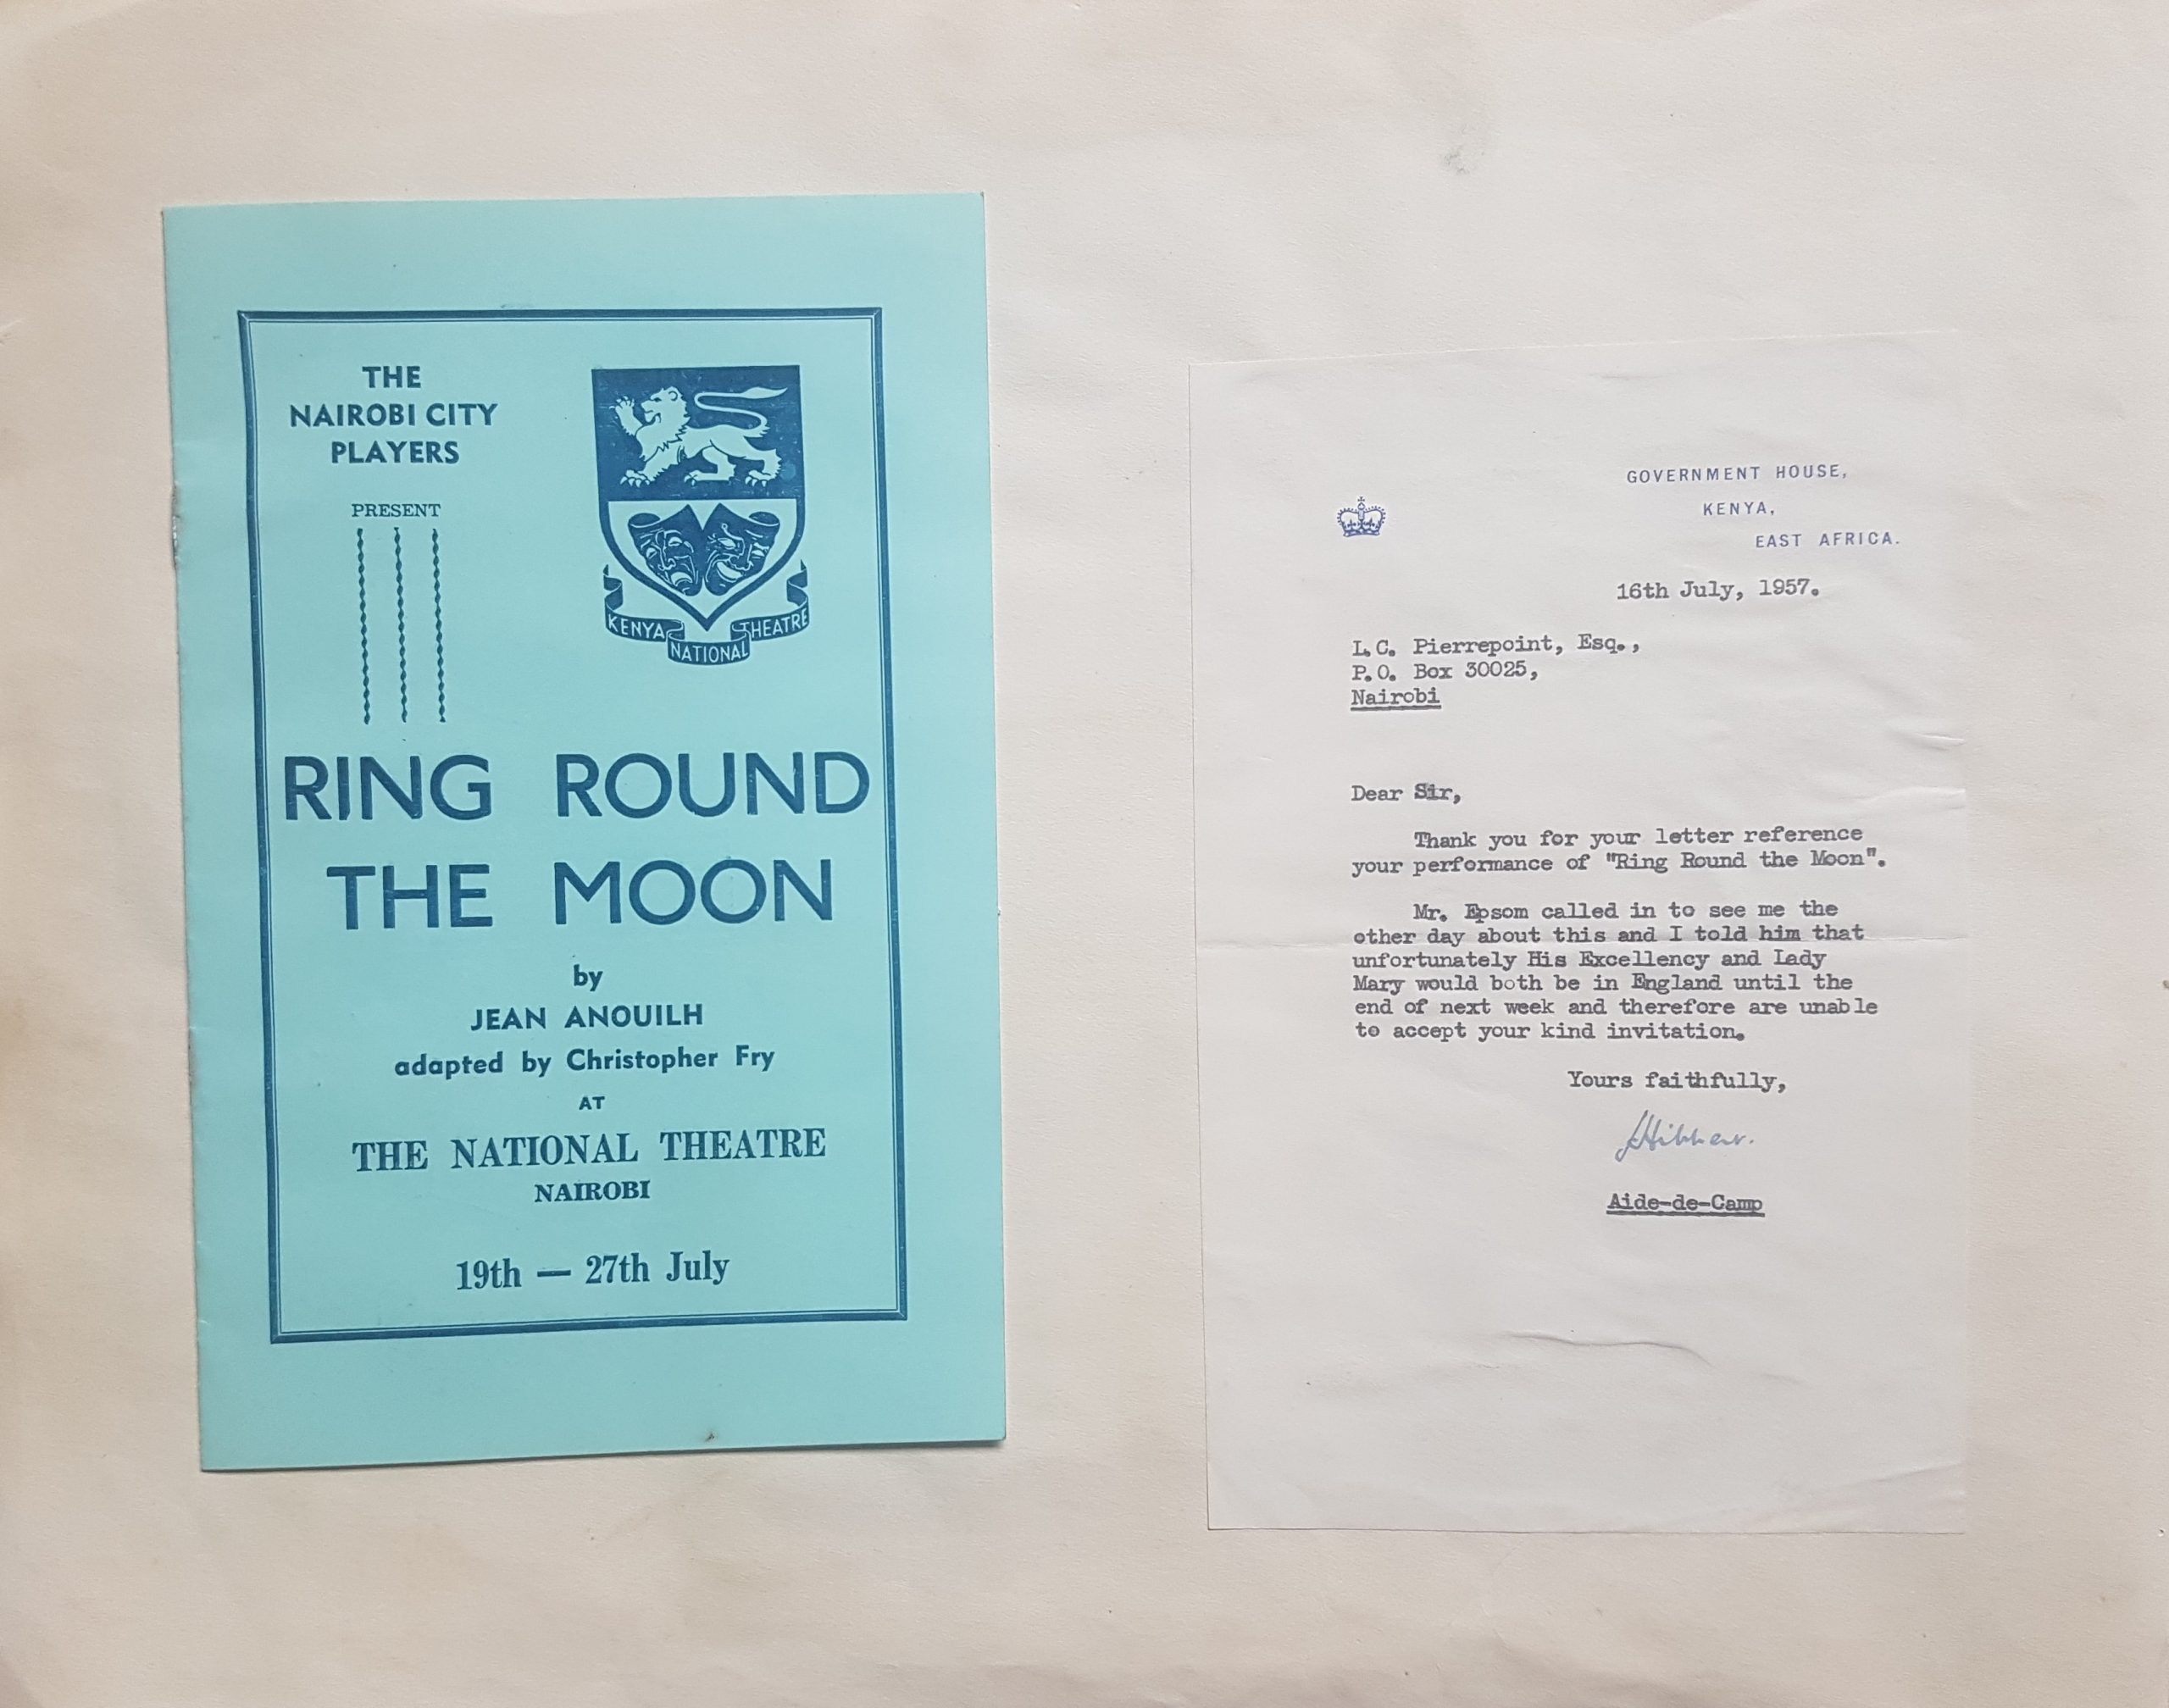 THE
NAIROBI CITY
PLAYERS
PRESENT
KENYA NATIONAL THEATRE
RING ROUND
THE MOON
by
JEAN ANOUILH
adapted by Christopher Fry
AT
THE NATIONAL THEATRE
NAIROBI
19th — 27th July
GOVERNMENT HOUSE,
KENYA,
EAST AFRICA.
16th July, 1957.
L.C. Pierrepoint, Esq.,
P.O. Box 30025,
Nairobi
Dear Sir,
Thank you for your letter reference
your performance of "Ring Round the Moon".
Mr. Epsom called in to see me the
other day about this and I told him that
unfortunately His Excellency and Lady
Mary would both be in England until the
end of next week and therefore are unable
to accept your kind invitation.
Yours faithfully,
Aide-de-Camp